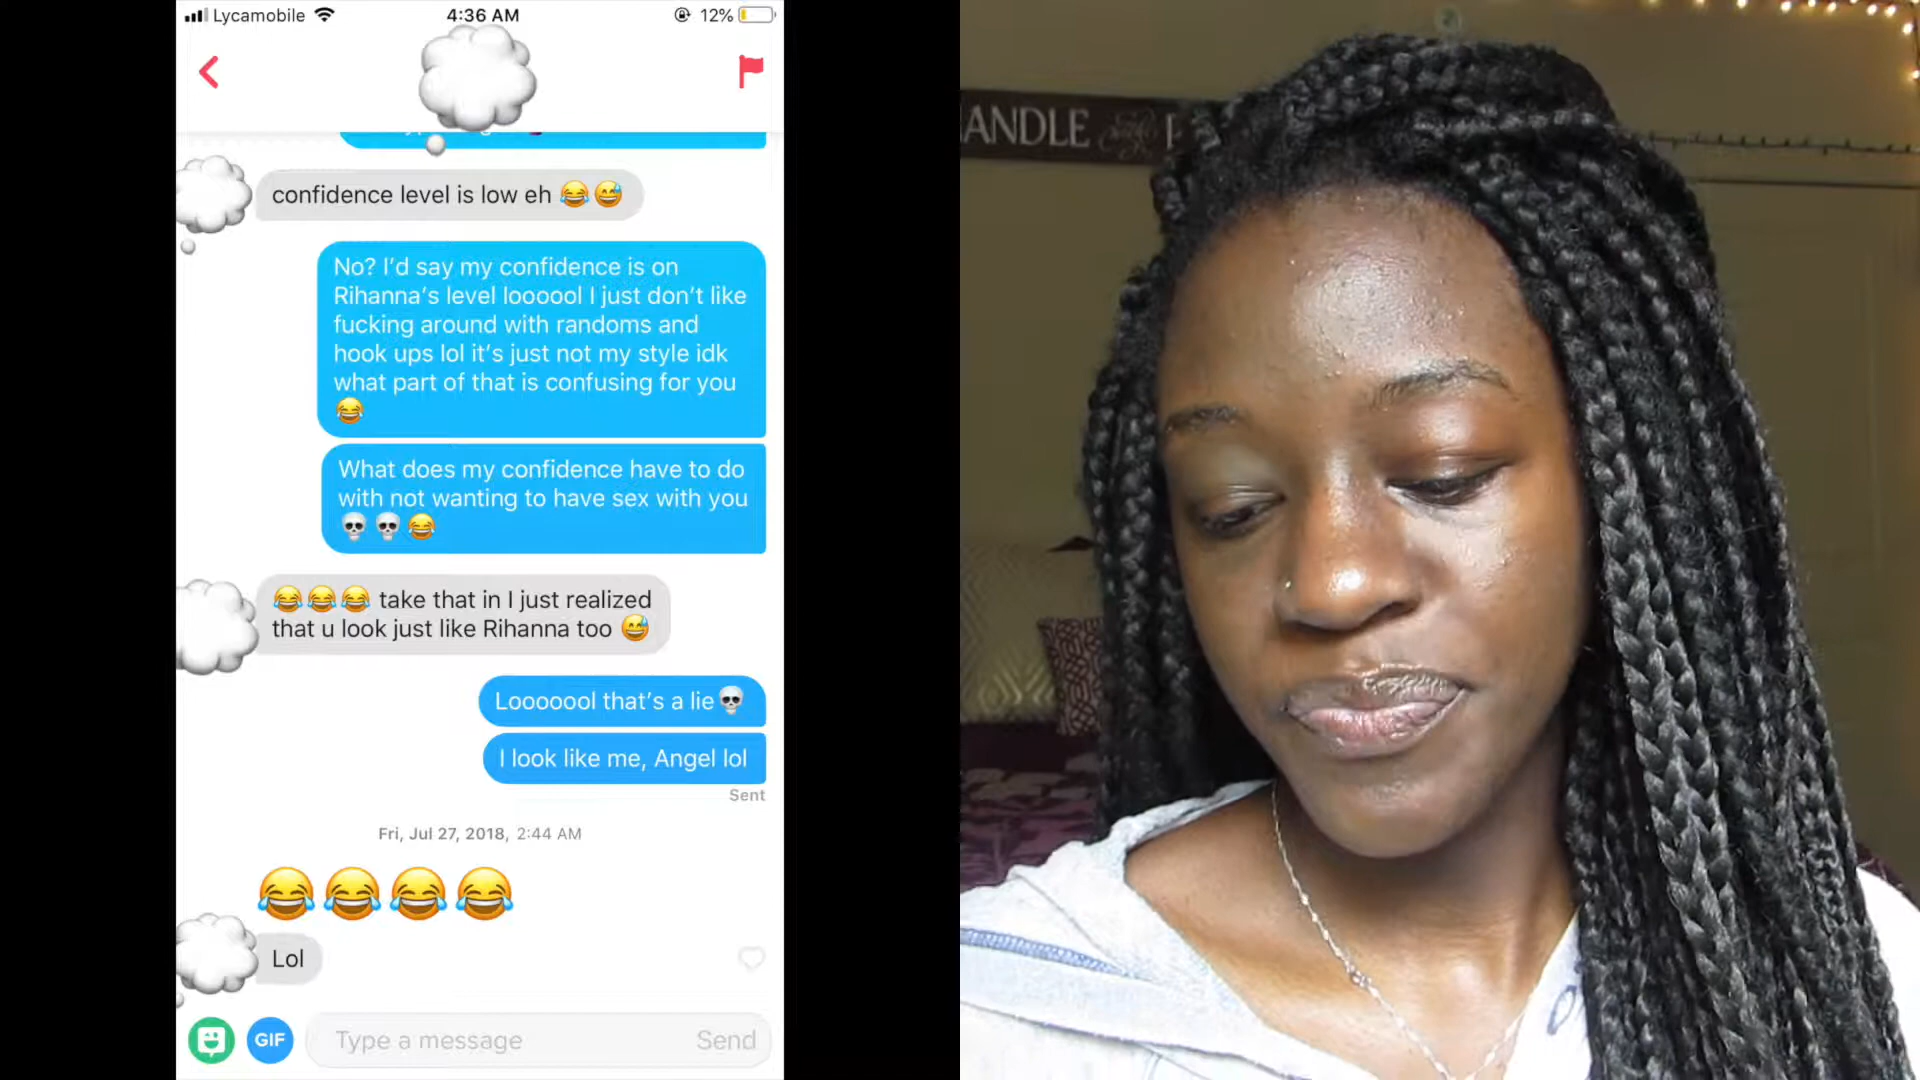 Lycamobile
4:36 AM
12%
confidence level is low eh 😂😅
No? I'd say my confidence is on
Rihanna's level loooool I just don't like
fucking around with randoms and
hook ups lol it's just not my style idk
what part of that is confusing for you
😂
What does my confidence have to do
with not wanting to have sex with you
💀💀😂
😂😂😂 take that in I just realized
that u look just like Rihanna too 😅
Sent
Looooool that's a lie💀
I look like me, Angel lol
Fri, Jul 27, 2018, 2:44 AM
😂😂😂😂
Lol
GIF
Type a message
Send
ANDLE